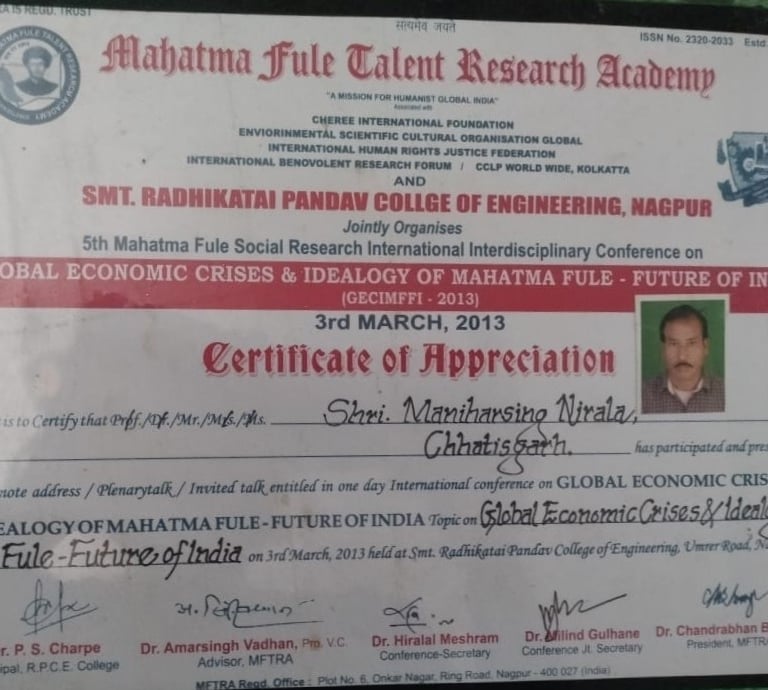 IS REGD. TRUST
सत्यमेव जयते
ISSN No. 2320-2033 Estd
Mahatma Fule Talent Research Academy
"A MISSION FOR HUMANIST GLOBAL INDIA"
Associated with
CHEREE INTERNATIONAL FOUNDATION
ENVIORINMENTAL SCIENTIFIC CULTURAL ORGANISATION GLOBAL
INTERNATIONAL HUMAN RIGHTS JUSTICE FEDERATION
INTERNATIONAL BENOVOLENT RESEARCH FORUM / CCLP WORLD WIDE, KOLKATTA
AND
SMT. RADHIKATAI PANDAV COLLGE OF ENGINEERING, NAGPUR
Jointly Organises
5th Mahatma Fule Social Research International Interdisciplinary Conference on
OBAL ECONOMIC CRISES & IDEALOGY OF MAHATMA FULE - FUTURE OF IN
(GECIMFFI - 2013)
3rd MARCH, 2013
Certificate of Appreciation
is to Certify that Prof./Dr./Mr./Mrs./Ms. Shri. Maniharsing Nirala,
Chhatisgarh. has participated and pres
note address / Plenarytalk / Invited talk entitled in one day International conference on GLOBAL ECONOMIC CRIS
EALOGY OF MAHATMA FULE - FUTURE OF INDIA Topic on Global Economic Crises & Ideal
Fule-Future of India on 3rd March, 2013 held at Smt. Radhikatai Pandav College of Engineering, Umrer Road, N
r. P. S. Charpe
ipal, R.P.C.E. College
Dr. Amarsingh Vadhan, Pro. V.C.
Advisor, MFTRA
Dr. Hiralal Meshram
Conference-Secretary
Dr. Milind Gulhane
Conference Jt. Secretary
Dr. Chandrabhan B
President, MFTR
MFTRA Regd. Office : Plot No. 6, Onkar Nagar, Ring Road, Nagpur - 400 027 (India)